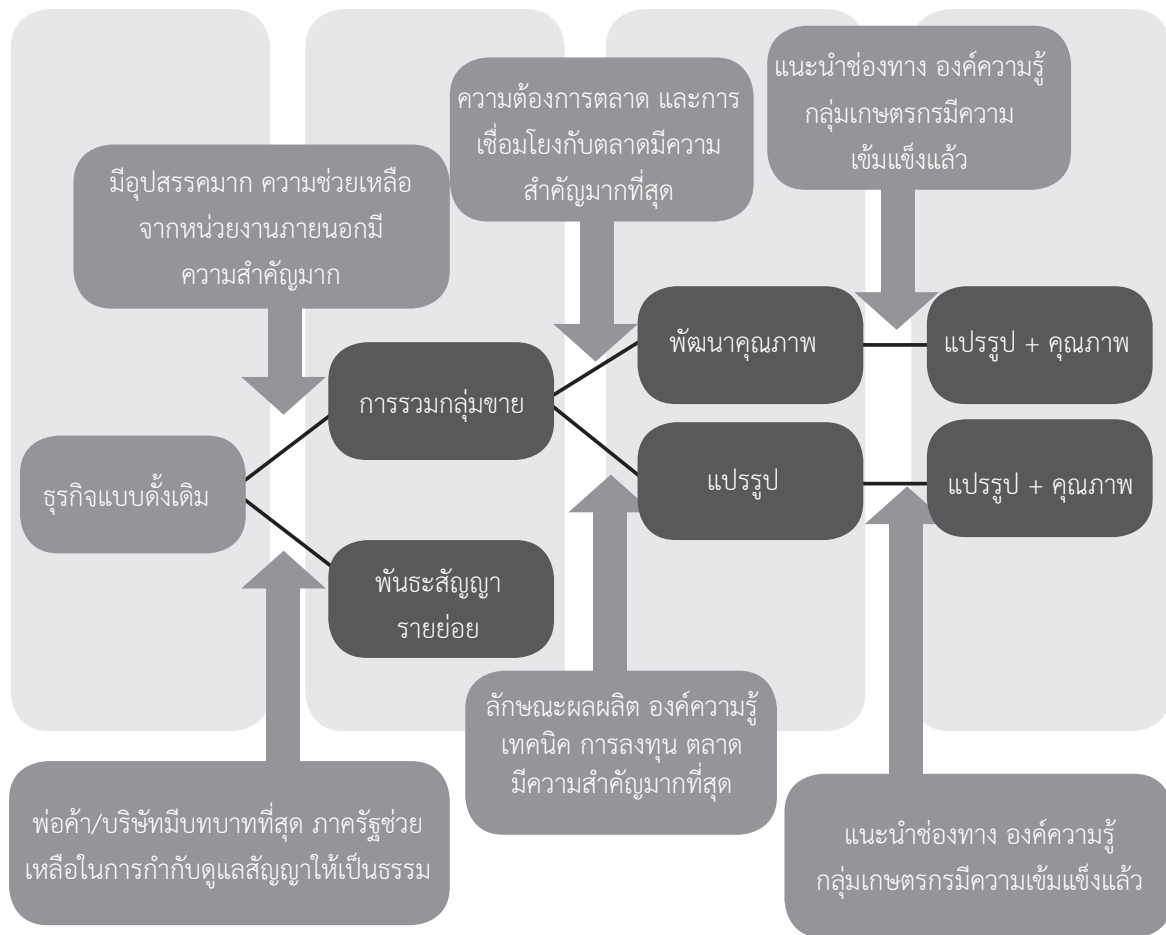 แนะนำช่องทาง องค์ความรู้
กลุ่มเกษตรกรมีความ
เข้มแข็งแล้ว
ความต้องการตลาด และการ
เชื่อมโยงกับตลาดมีความ
สำคัญมากที่สุด
มีอุปสรรคมาก ความช่วยเหลือ
จากหน่วยงานภายนอกมี
ความสำคัญมาก
พัฒนาคุณภาพ
แปรรูป + คุณภาพ
การรวมกลุ่มขาย
ธุรกิจแบบดั้งเดิม
แปรรูป
แปรรูป + คุณภาพ
พันธะสัญญา
รายย่อย
ลักษณะผลผลิต องค์ความรู้
เทคนิค การลงทุน ตลาด
มีความสำคัญมากที่สุด
พ่อค้า/บริษัทมีบทบาทที่สุด ภาครัฐช่วย
เหลือในการกำกับดูแลสัญญาให้เป็นธรรม
แนะนำช่องทาง องค์ความรู้
กลุ่มเกษตรกรมีความเข้มแข็งแล้ว